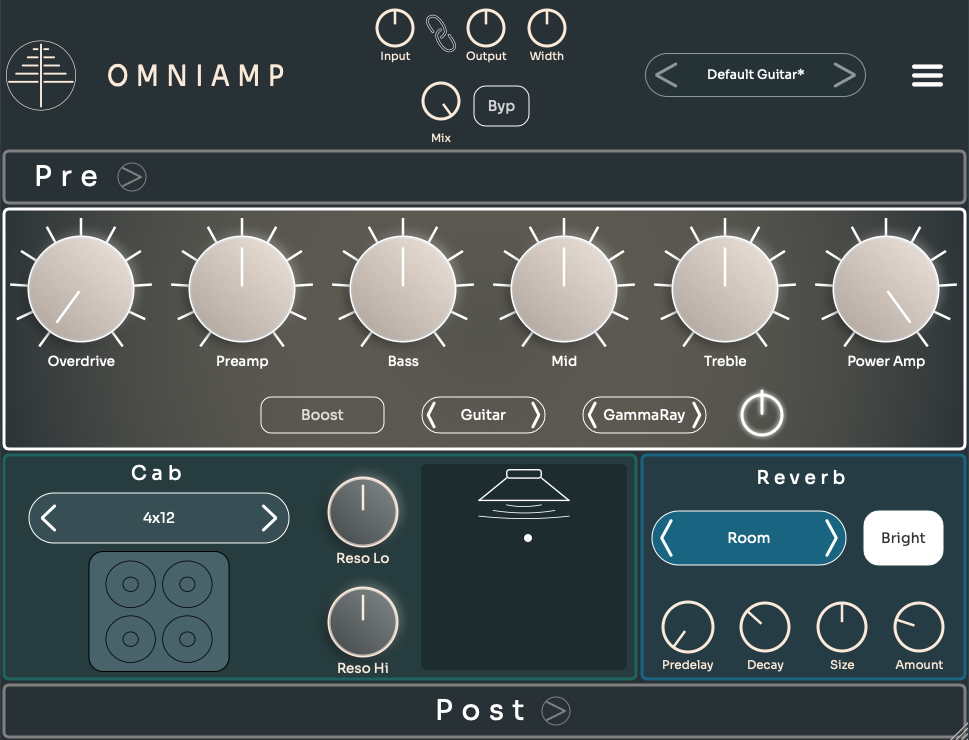 Input
Output
Width
OMNIAMP
Default Guitar*
Mix
Byp
Pre
Overdrive
Preamp
Bass
Mid
Treble
Power Amp
Boost
Guitar
GammaRay
Cab
4x12
Reso Lo
Reso Hi
Reverb
Room
Bright
Predelay
Decay
Size
Amount
Post